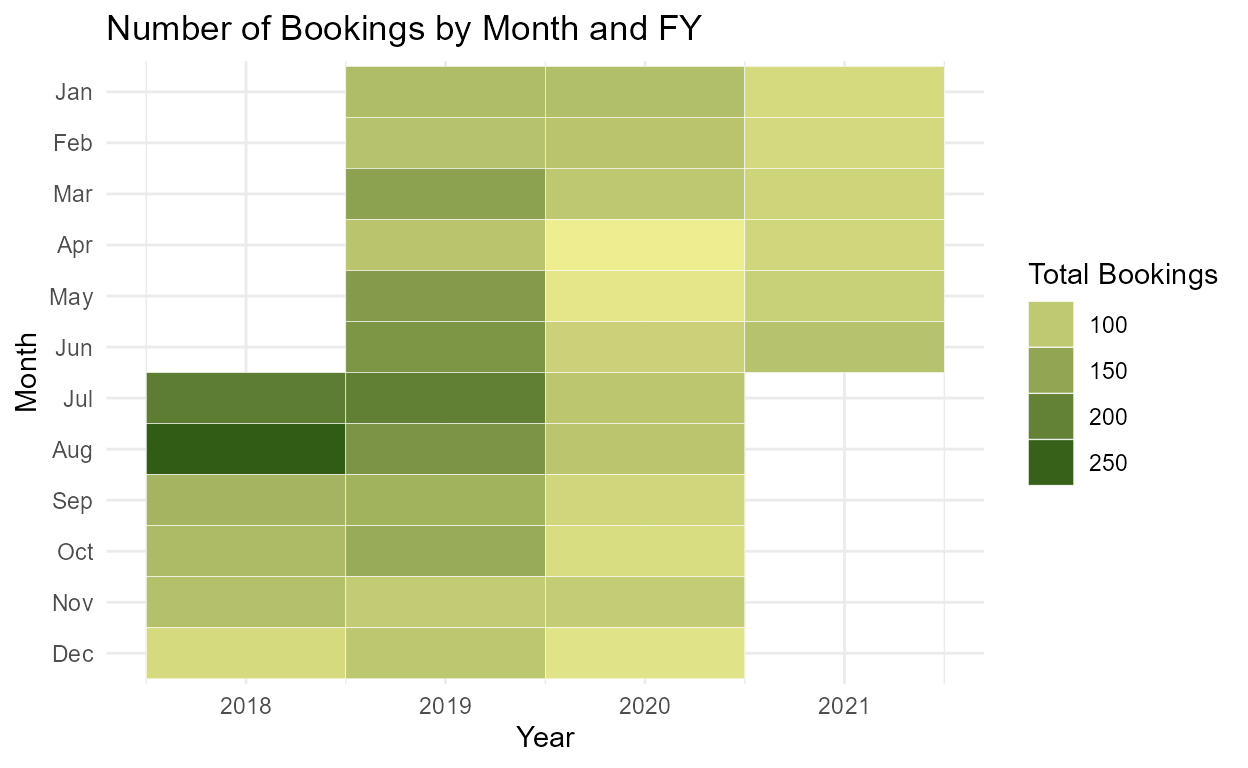 Number of Bookings by Month and FY
Month
Jan
Feb
Mar
Apr
May
Jun
Jul
Aug
Sep
Oct
Nov
Dec
2018 2019 2020 2021
Year
Total Bookings
100
150
200
250